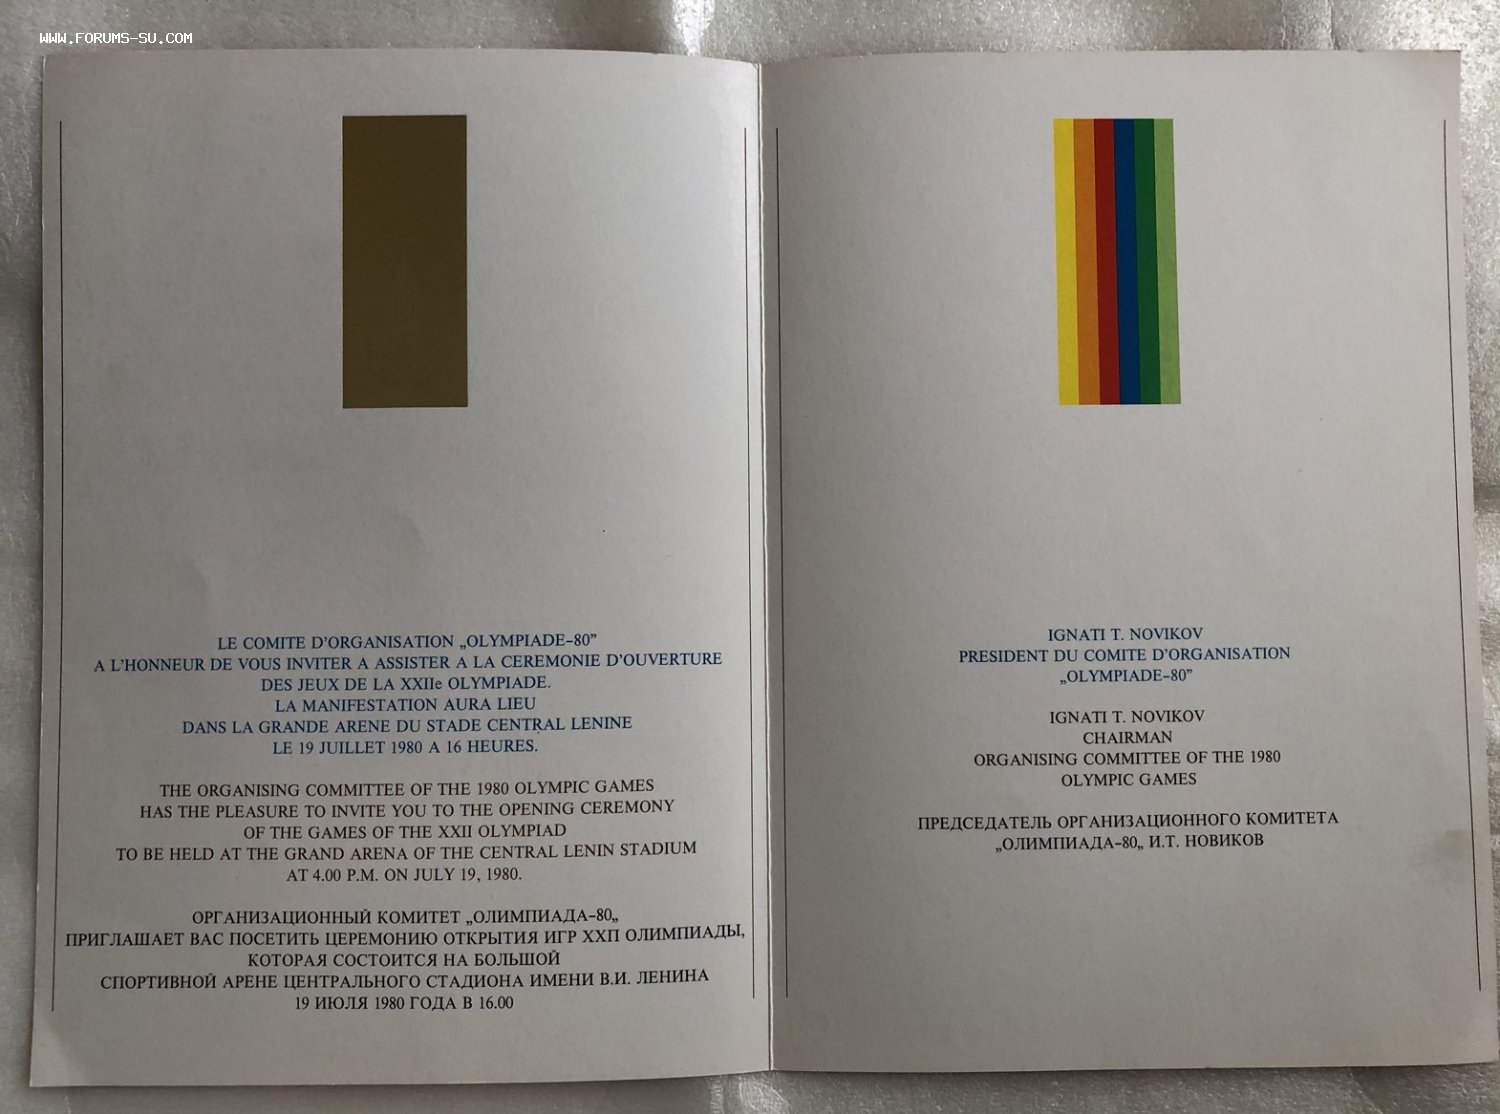 WWW.FORUMS-SU.COM
LE COMITE D’ORGANISATION „OLYMPIADE-80”
A L’HONNEUR DE VOUS INVITER A ASSISTER A LA CEREMONIE D’OUVERTURE
DES JEUX DE LA XXIIe OLYMPIADE.
LA MANIFESTATION AURA LIEU
DANS LA GRANDE ARENE DU STADE CENTRAL LENINE
LE 19 JUILLET 1980 A 16 HEURES.
THE ORGANISING COMMITTEE OF THE 1980 OLYMPIC GAMES
HAS THE PLEASURE TO INVITE YOU TO THE OPENING CEREMONY
OF THE GAMES OF THE XXII OLYMPIAD
TO BE HELD AT THE GRAND ARENA OF THE CENTRAL LENIN STADIUM
AT 4.00 P.M. ON JULY 19, 1980.
ОРГАНИЗАЦИОННЫЙ КОМИТЕТ „ОЛИМПИАДА-80„
ПРИГЛАШАЕТ ВАС ПОСЕТИТЬ ЦЕРЕМОНИЮ ОТКРЫТИЯ ИГР ХХП ОЛИМПИАДЫ,
КОТОРАЯ СОСТОИТСЯ НА БОЛЬШОЙ
СПОРТИВНОЙ АРЕНЕ ЦЕНТРАЛЬНОГО СТАДИОНА ИМЕНИ В.И. ЛЕНИНА
19 ИЮЛЯ 1980 ГОДА В 16.00
IGNATI T. NOVIKOV
PRESIDENT DU COMITE D’ORGANISATION
„OLYMPIADE-80”
IGNATI T. NOVIKOV
CHAIRMAN
ORGANISING COMMITTEE OF THE 1980
OLYMPIC GAMES
ПРЕДСЕДАТЕЛЬ ОРГАНИЗАЦИОННОГО КОМИТЕТА
„ОЛИМПИАДА-80„ И.Т. НОВИКОВ